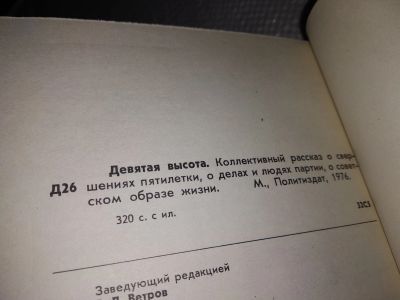 Девятая высота. Коллективный рассказ о свер-
Д26 шениях пятилетки, о делах и людях партии, о совет-
ском образе жизни. М., Политиздат, 1976.
320 с. с ил.
Заведующий редакцией
Ветров